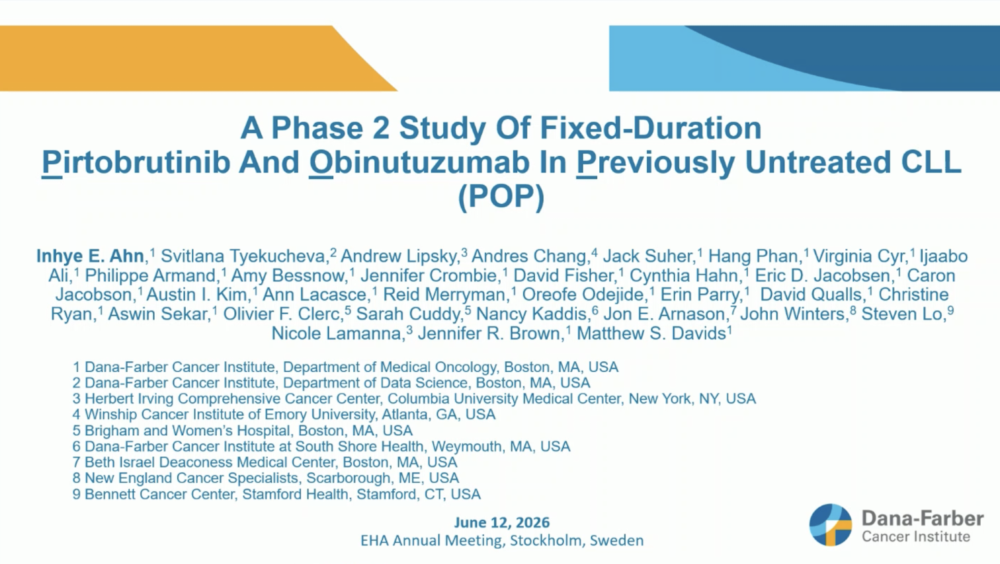 A Phase 2 Study Of Fixed-Duration
Pirtobrutinib And Obinutuzumab In Previously Untreated CLL
(POP)
Inhye E. Ahn,1 Svitlana Tyekucheva,2 Andrew Lipsky,3 Andres Chang,4 Jack Suher,1 Hang Phan,1 Virginia Cyr,1 Ijaabo
Ali,1 Philippe Armand,1 Amy Bessnow,1 Jennifer Crombie,1 David Fisher,1 Cynthia Hahn,1 Eric D. Jacobsen,1 Caron
Jacobson,1 Austin I. Kim,1 Ann Lacasce,1 Reid Merryman,1 Oreofe Odejide,1 Erin Parry,1 David Qualls,1 Christine
Ryan,1 Aswin Sekar,1 Olivier F. Clerc,5 Sarah Cuddy,5 Nancy Kaddis,6 Jon E. Arnason,7 John Winters,8 Steven Lo,9
Nicole Lamanna,3 Jennifer R. Brown,1 Matthew S. Davids1
1 Dana-Farber Cancer Institute, Department of Medical Oncology, Boston, MA, USA
2 Dana-Farber Cancer Institute, Department of Data Science, Boston, MA, USA
3 Herbert Irving Comprehensive Cancer Center, Columbia University Medical Center, New York, NY, USA
4 Winship Cancer Institute of Emory University, Atlanta, GA, USA
5 Brigham and Women's Hospital, Boston, MA, USA
6 Dana-Farber Cancer Institute at South Shore Health, Weymouth, MA, USA
7 Beth Israel Deaconess Medical Center, Boston, MA, USA
8 New England Cancer Specialists, Scarborough, ME, USA
9 Bennett Cancer Center, Stamford Health, Stamford, CT, USA
June 12, 2026
EHA Annual Meeting, Stockholm, Sweden
Dana-Farber
Cancer Institute